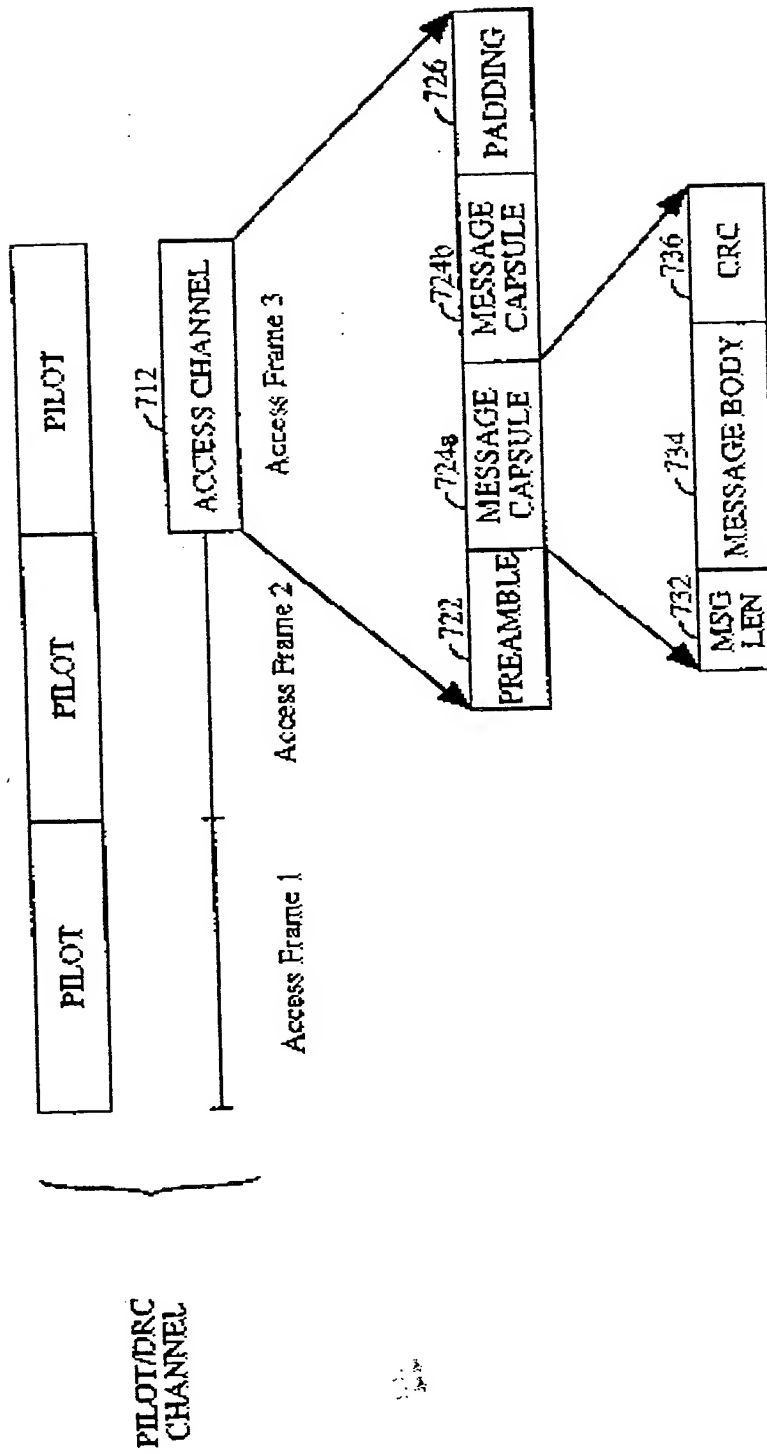 PILOT/DRC
CHANNEL
PILOT
PILOT
PILOT
712
ACCESS CHANNEL
Access Frame 1
Access Frame 2
Access Frame 3
722
724a
724b
726
PREAMBLE
MESSAGE
CAPSULE
MESSAGE
CAPSULE
PADDING
732
734
736
MSG
LEN
MESSAGE BODY
CRC